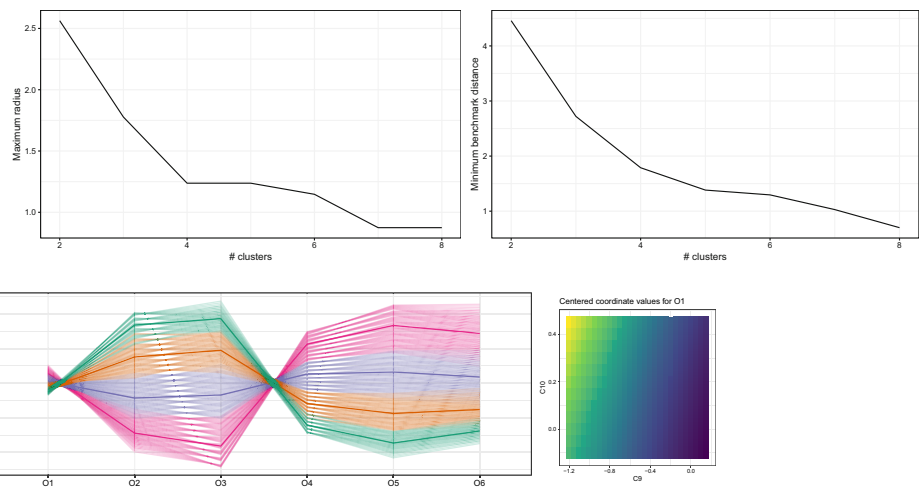 Maximum radius
2.5
2.0
1.5
1.0
2
4
6
8
# clusters
Minimum benchmark distance
4
3
2
1
2
4
6
8
# clusters
O1
O2
O3
O4
O5
O6
Centered coordinate values for O1
C10
0.4
0.2
0.0
-1.2
-0.8
-0.4
0.0
C9